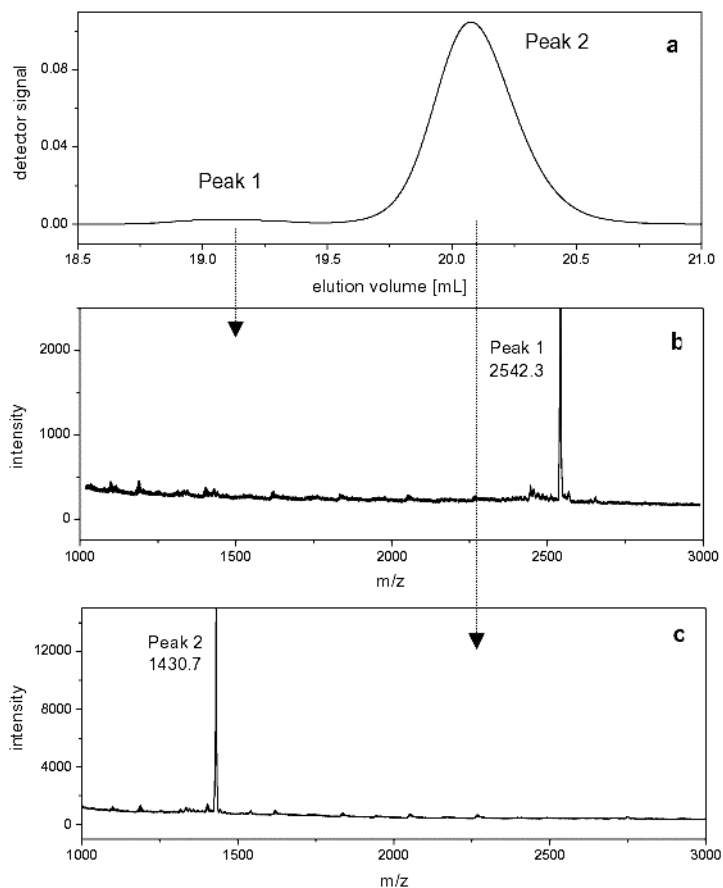 a
Peak 2
Peak 1
detector signal
0.08
0.04
0.00
18.5 19.0 19.5 20.0 20.5 21.0
elution volume [mL]
b
Peak 1
2542.3
intensity
2000
1000
0
1000 1500 2000 2500 3000
m/z
c
Peak 2
1430.7
intensity
12000
8000
4000
0
1000 1500 2000 2500 3000
m/z